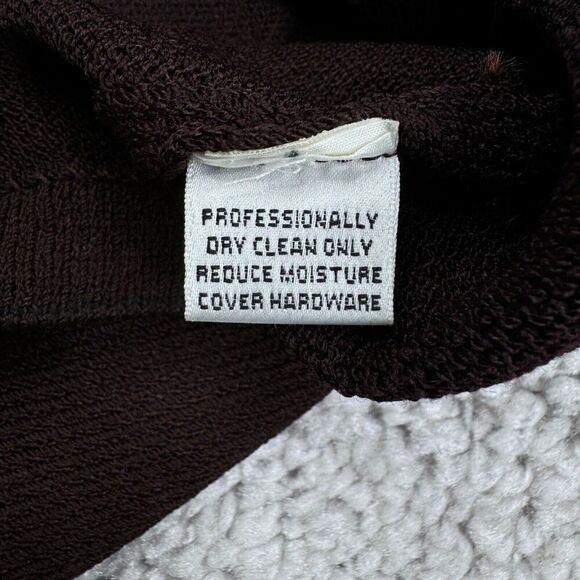 PROFESSIONALLY
DRY CLEAN ONLY
REDUCE MOISTURE
COVER HARDWARE